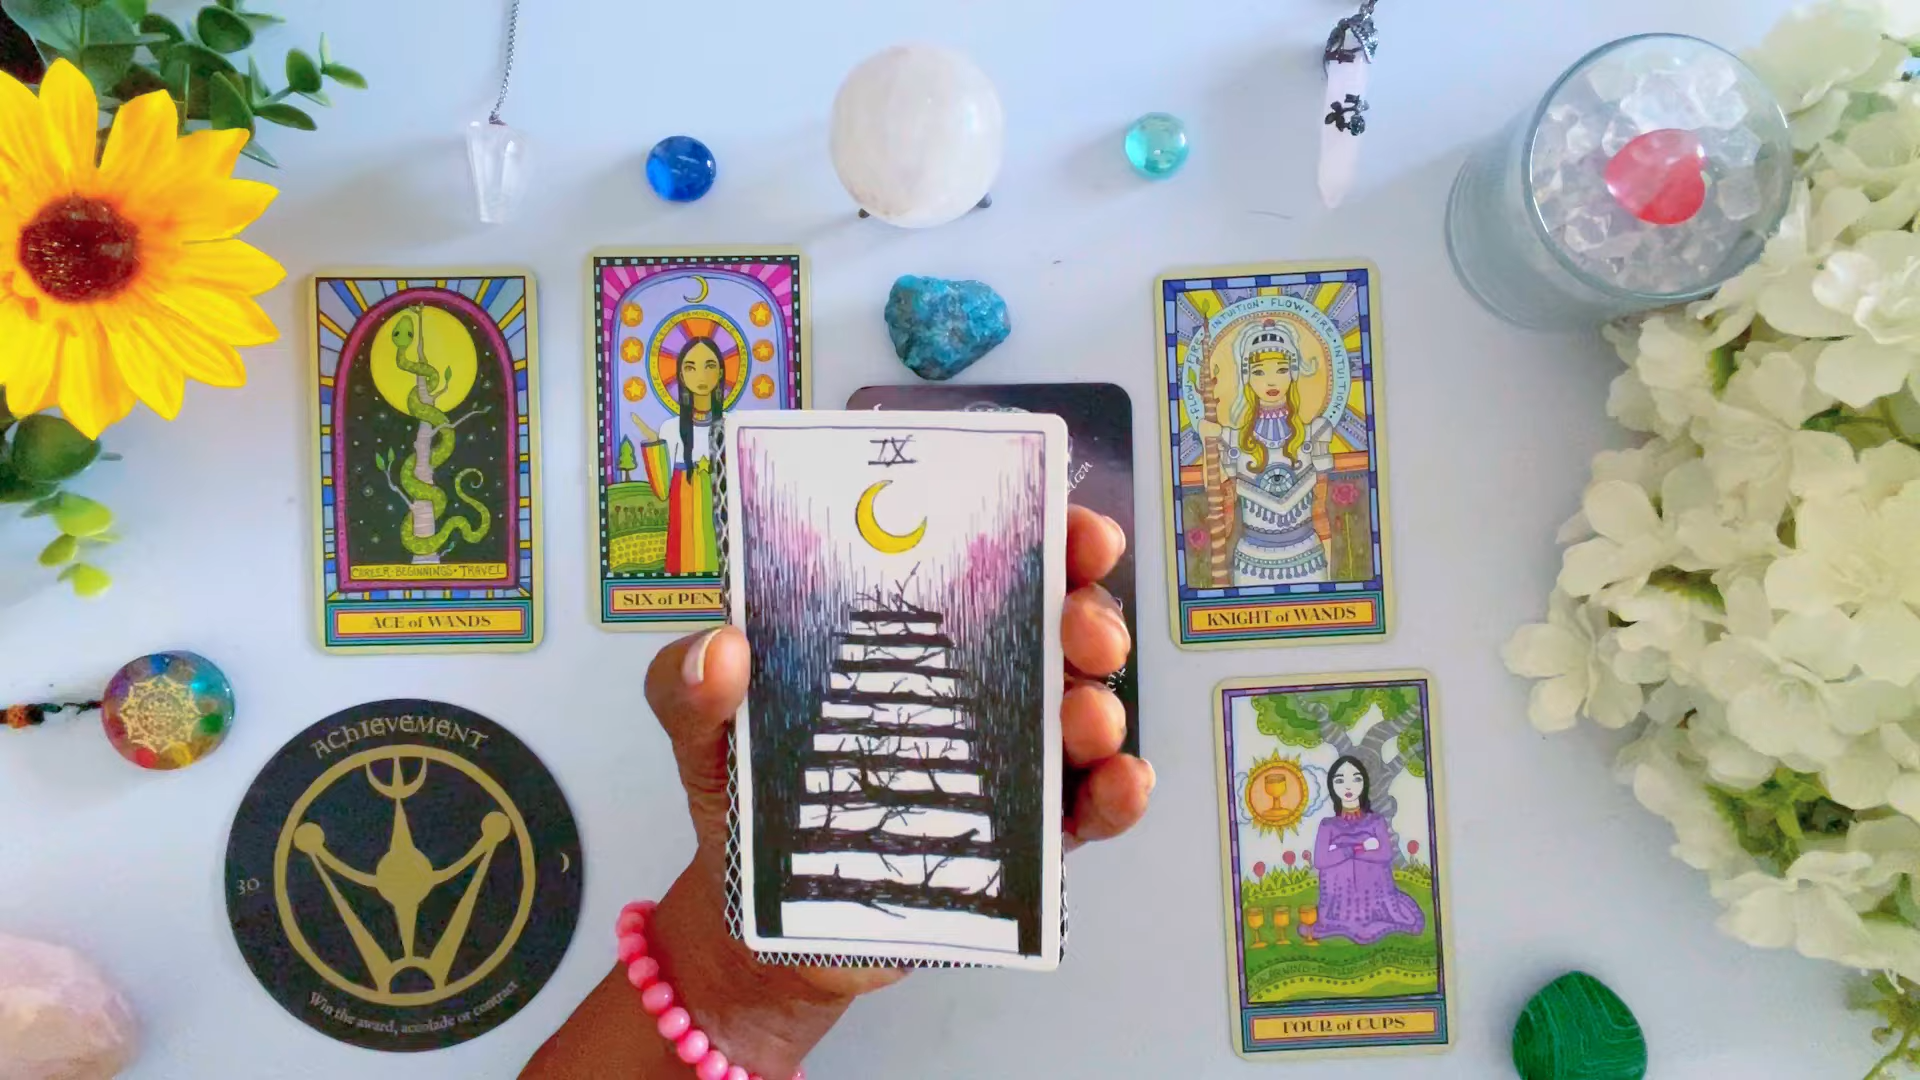 CAREER · BEGINNINGS · TRAVEL
ACE of WANDS
SIX of PENT
IX
FLOW · FIRE · INTUITION · FLOW · FIRE · INTUITION ·
KNIGHT of WANDS
ACHIEVEMENT
30
Win the award, accolade or contract
FOUR of CUPS